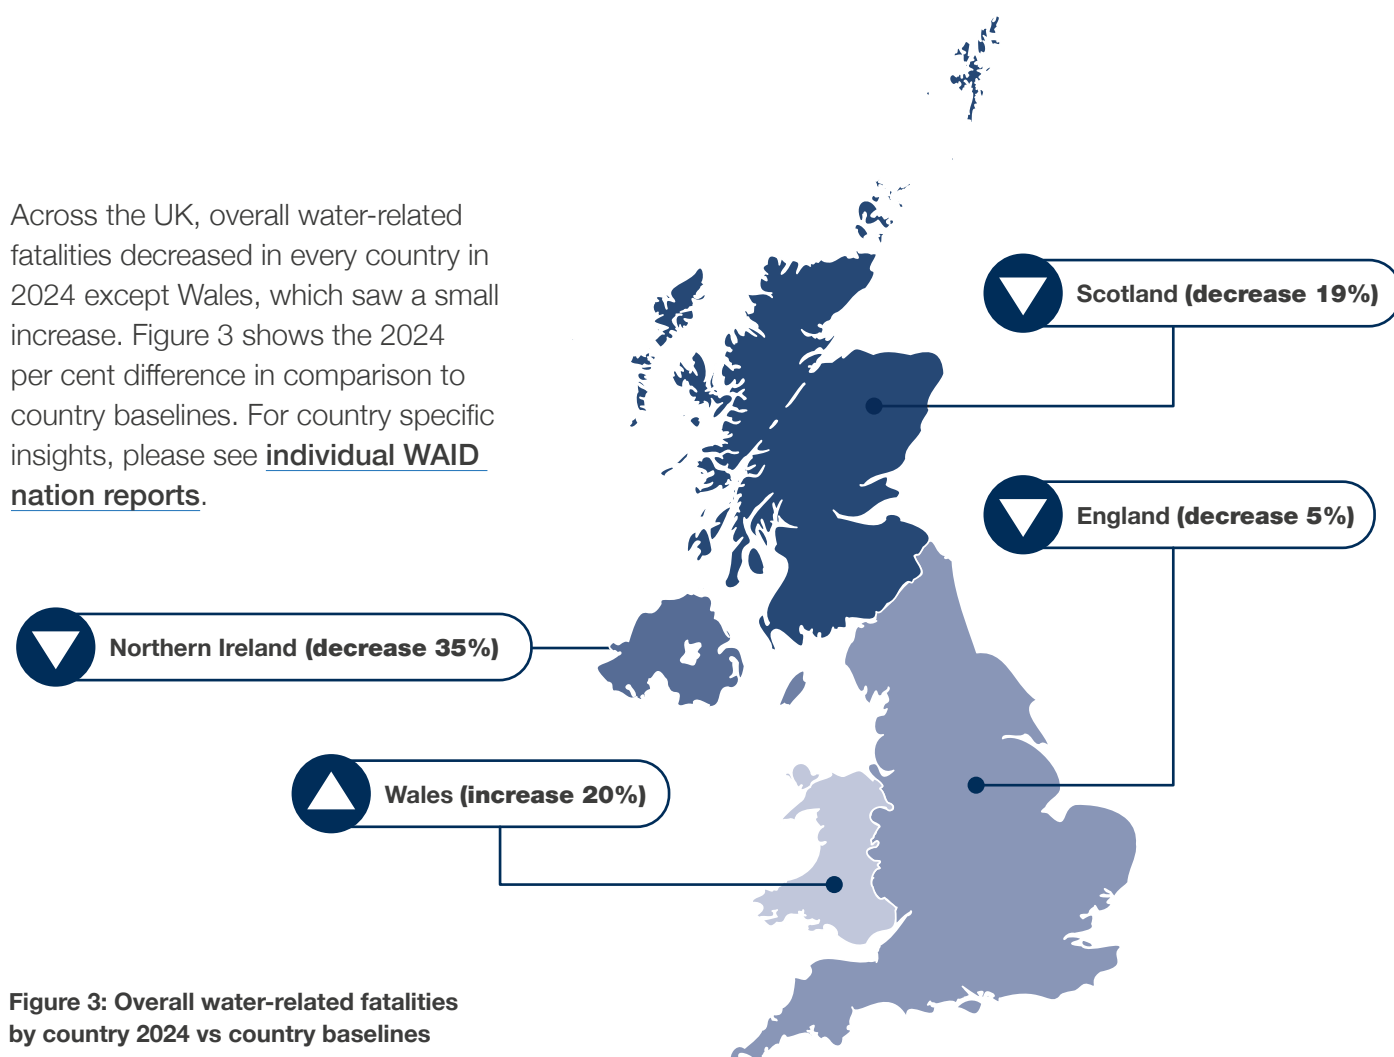 Across the UK, overall water-related
fatalities decreased in every country in
2024 except Wales, which saw a small
increase. Figure 3 shows the 2024
per cent difference in comparison to
country baselines. For country specific
insights, please see individual WAID
nation reports.
Scotland (decrease 19%)
England (decrease 5%)
Northern Ireland (decrease 35%)
Wales (increase 20%)
Figure 3: Overall water-related fatalities
by country 2024 vs country baselines